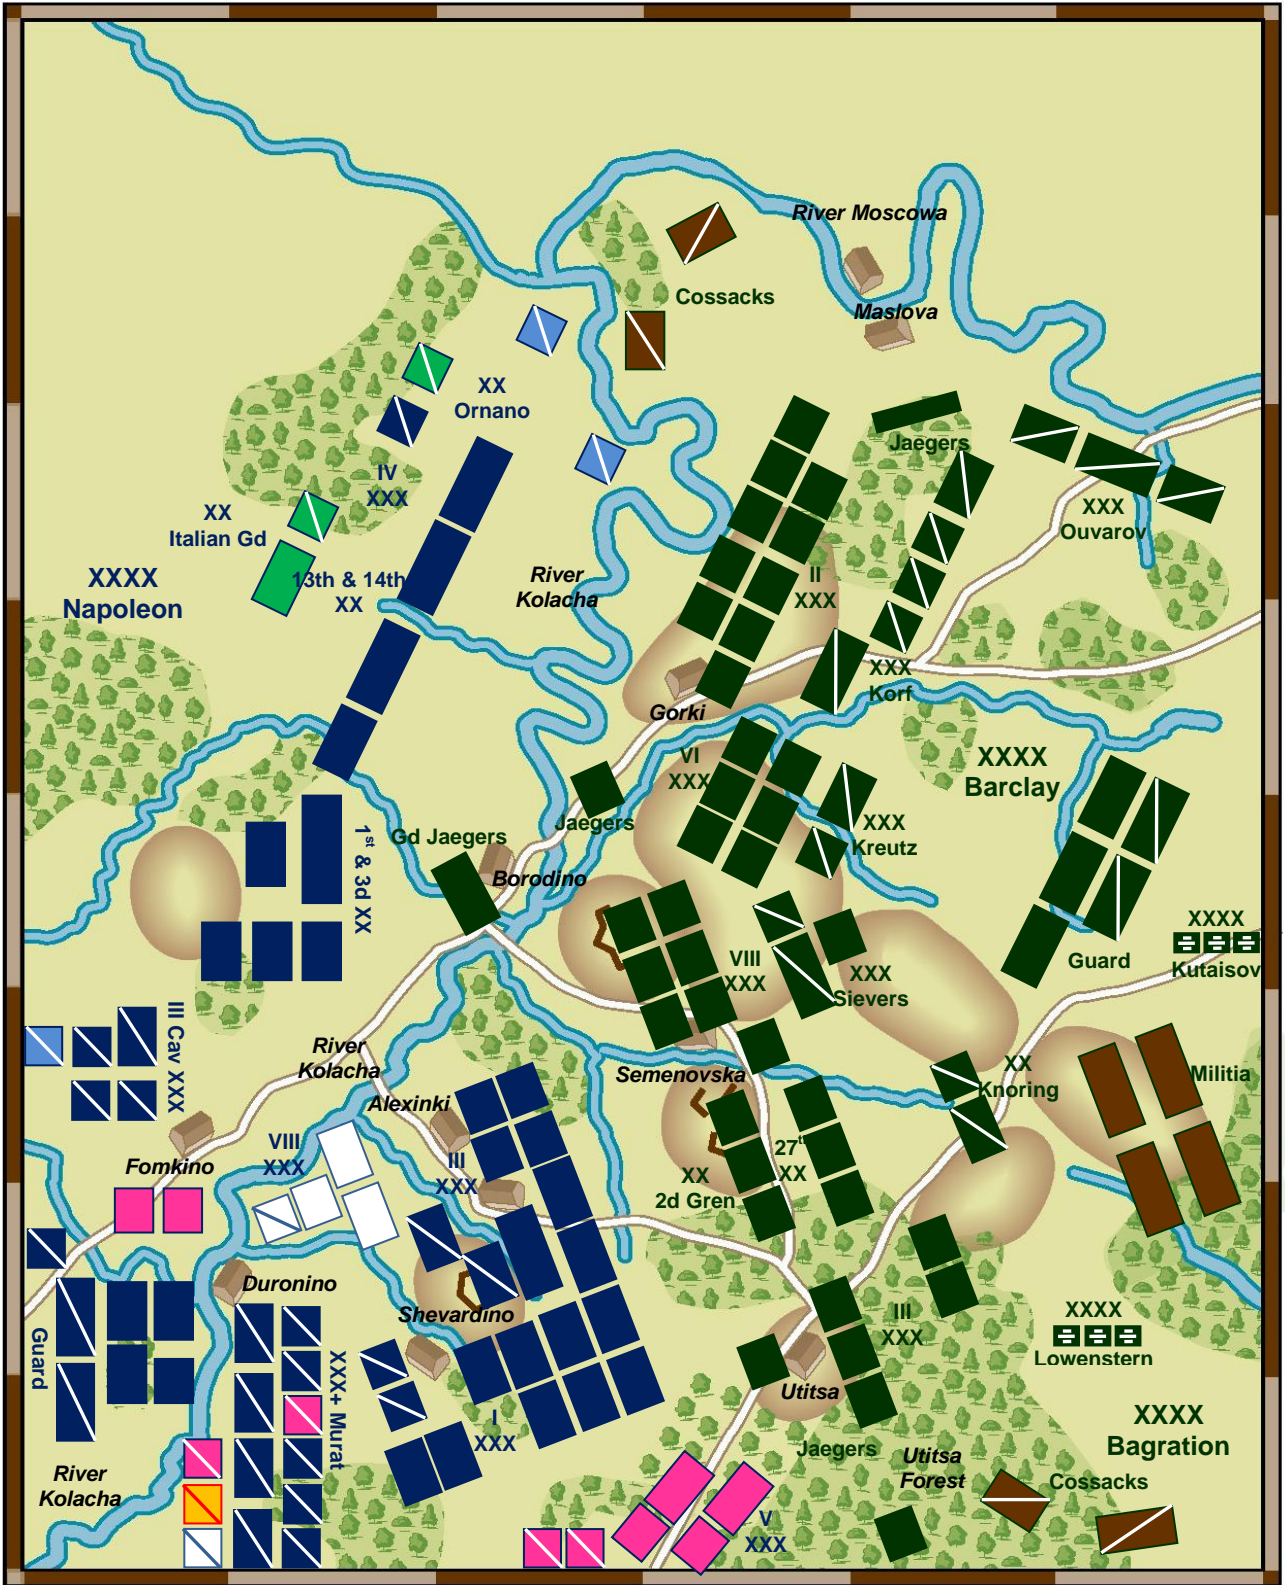 River Moscowa
Cossacks
Maslova
XX
Ornano
Jaegers
IV
XXX
XX
Italian Gd
XXX
Ouvarov
XXXX
Napoleon
13th & 14th
XX
River
Kolacha
II
XXX
XXX
Korf
Gorki
VI
XXX
XXXX
Barclay
Jaegers
Gd Jaegers
1st & 3d XX
XXX
Kreutz
Borodino
XXXX
Kutaisov
VIII
XXX
Guard
XXX
Sievers
III Cav XXX
River
Kolacha
Semenovska
XX
Knoring
Militia
Alexinki
VIII
XXX
III
XXX
27th
XX
Fomkino
XX
2d Gren
Duronino
Shevardino
III
XXX
XXXX
Lowenstern
Guard
XXX+ Murat
Utitsa
I
XXX
XXXX
Bagration
Jaegers
Utitsa
Forest
Cossacks
River
Kolacha
V
XXX